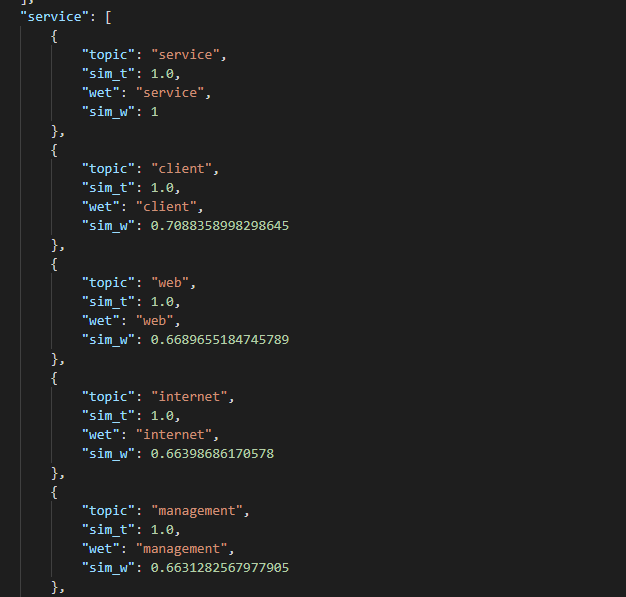 ],
"service": [
{
"topic": "service",
"sim_t": 1.0,
"wet": "service",
"sim_w": 1
},
{
"topic": "client",
"sim_t": 1.0,
"wet": "client",
"sim_w": 0.7088358998298645
},
{
"topic": "web",
"sim_t": 1.0,
"wet": "web",
"sim_w": 0.6689655184745789
},
{
"topic": "internet",
"sim_t": 1.0,
"wet": "internet",
"sim_w": 0.66398686170578
},
{
"topic": "management",
"sim_t": 1.0,
"wet": "management",
"sim_w": 0.6631282567977905
},